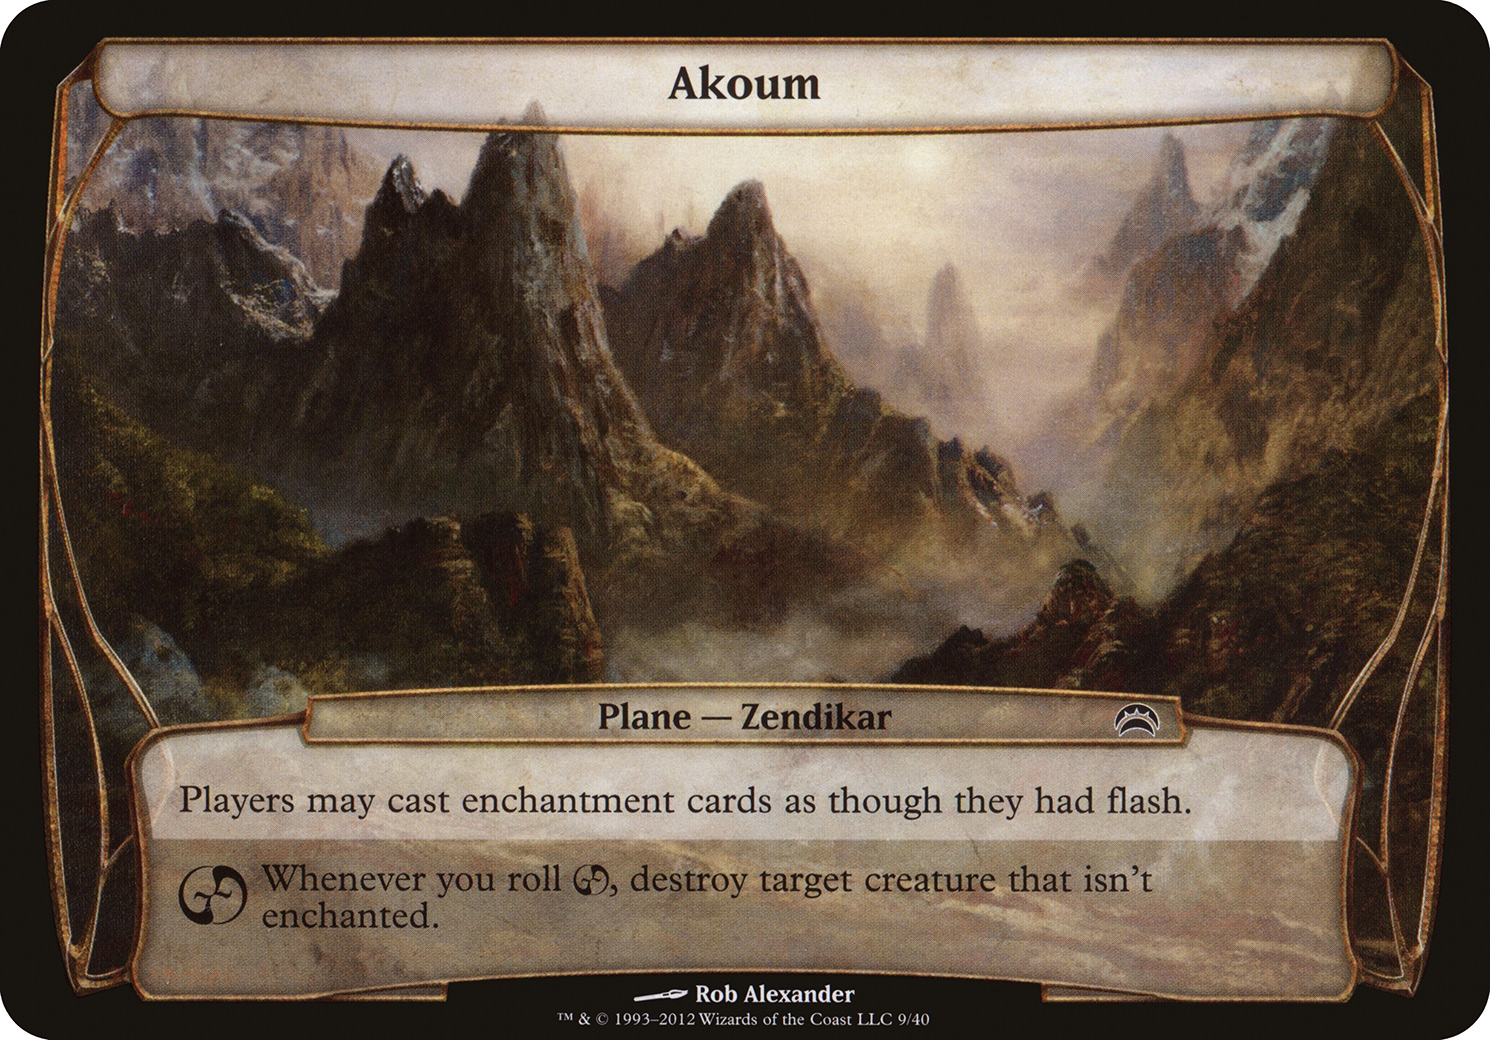 Akoum
Plane — Zendikar
Players may cast enchantment cards as though they had flash.
Whenever you roll , destroy target creature that isn't
enchanted.
Rob Alexander
™ & © 1993–2012 Wizards of the Coast LLC 9/40